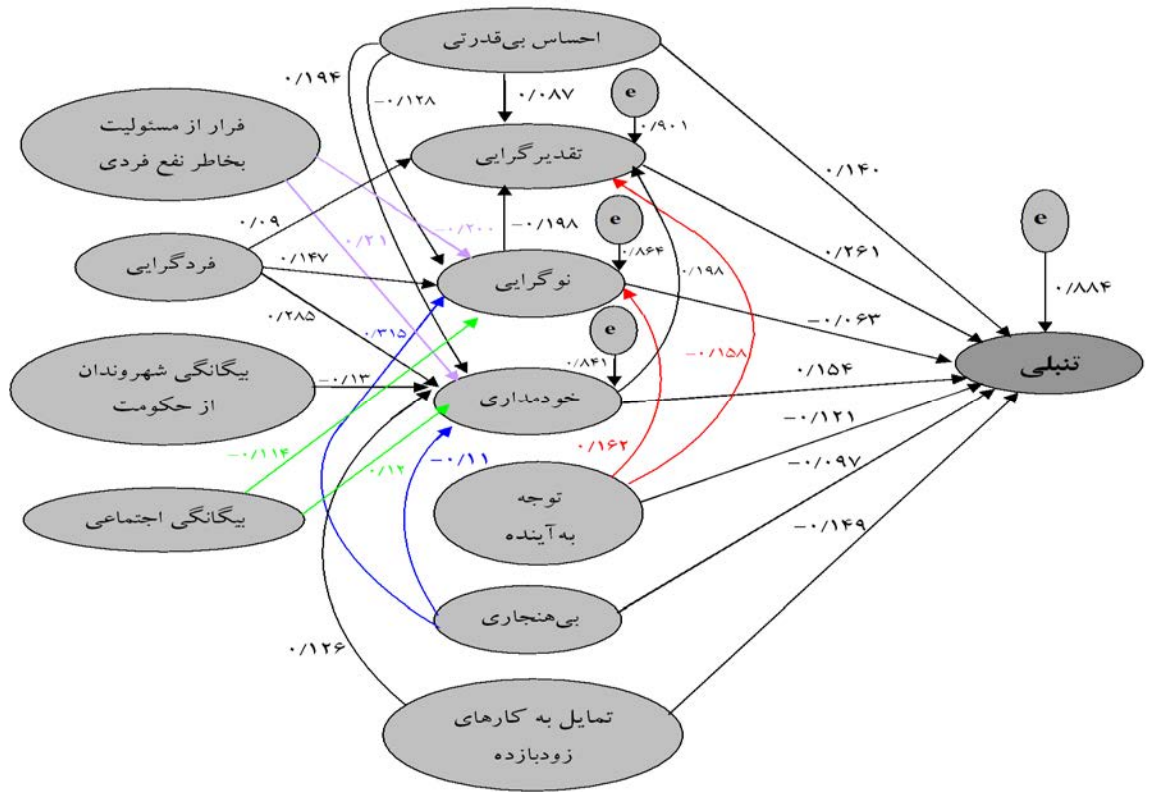 احساس بی‌قدرتی
۰/۱۹۴
−۰/۱۲۸
۰/۰۸۷
e
۰/۹۰۱
فرار از مسئولیت
بخاطر نفع فردی
تقدیرگرایی
۰/۱۴۰
۰/۰۹
−۰/۲۰۰
۰/۲۱
−۰/۱۹۸
e
۰/۸۶۴
۰/۲۶۱
e
فردگرایی
۰/۱۴۷
نوگرایی
۰/۱۹۸
۰/۸۸۴
۰/۲۸۵
۰/۳۱۵
e
−۰/۰۶۳
۰/۸۴۱
−۰/۱۵۸
تنبلی
بیگانگی شهروندان
از حکومت
−۰/۱۳
خودمداری
۰/۱۵۴
−۰/۱۱۴
۰/۱۲
−۰/۱۱
۰/۱۶۲
−۰/۱۲۱
−۰/۰۹۷
بیگانگی اجتماعی
توجه
به آینده
−۰/۱۴۹
بی‌هنجاری
۰/۱۲۶
تمایل به کارهای
زودبازده